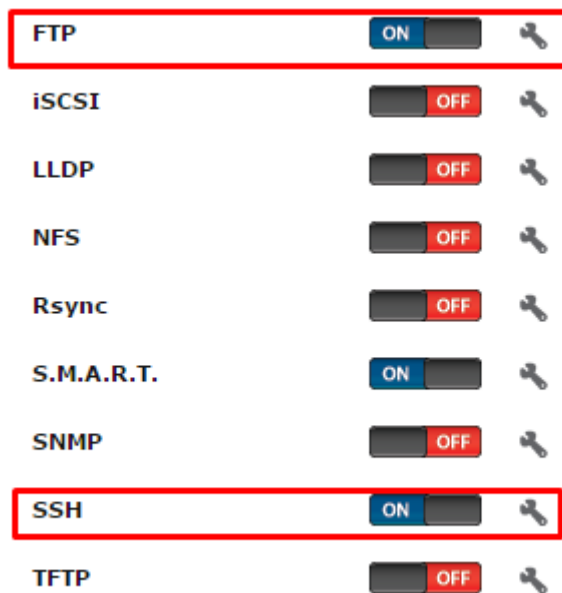 FTP ON
iSCSI OFF
LLDP OFF
NFS OFF
Rsync OFF
S.M.A.R.T. ON
SNMP OFF
SSH ON
TFTP OFF